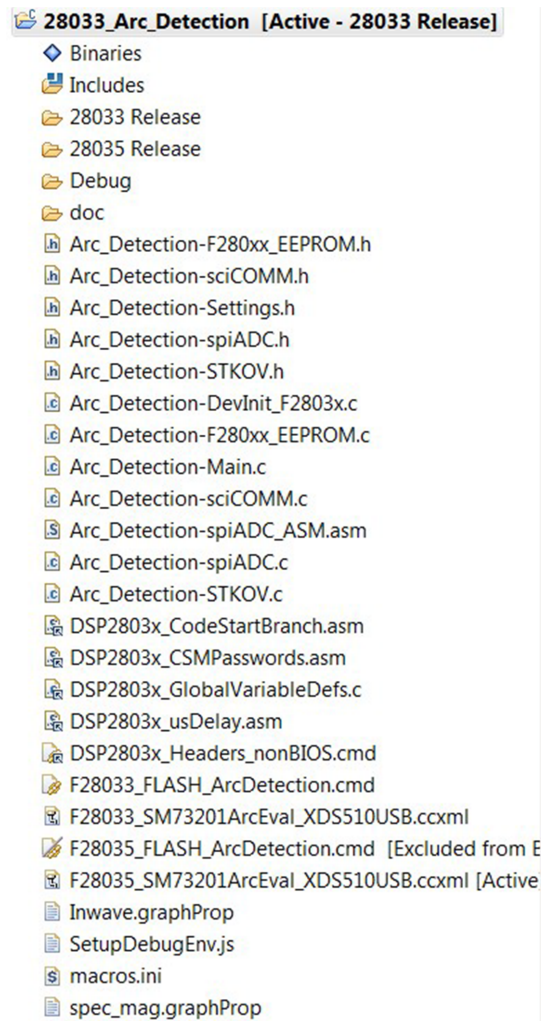 28033_Arc_Detection [Active - 28033 Release]
Binaries
Includes
28033 Release
28035 Release
Debug
doc
Arc_Detection-F280xx_EEPROM.h
Arc_Detection-sciCOMM.h
Arc_Detection-Settings.h
Arc_Detection-spiADC.h
Arc_Detection-STKOV.h
Arc_Detection-DevInit_F2803x.c
Arc_Detection-F280xx_EEPROM.c
Arc_Detection-Main.c
Arc_Detection-sciCOMM.c
Arc_Detection-spiADC_ASM.asm
Arc_Detection-spiADC.c
Arc_Detection-STKOV.c
DSP2803x_CodeStartBranch.asm
DSP2803x_CSMPasswords.asm
DSP2803x_GlobalVariableDefs.c
DSP2803x_usDelay.asm
DSP2803x_Headers_nonBIOS.cmd
F28033_FLASH_ArcDetection.cmd
F28033_SM73201ArcEval_XDS510USB.ccxml
F28035_FLASH_ArcDetection.cmd [Excluded from
F28035_SM73201ArcEval_XDS510USB.ccxml [Active
Inwave.graphProp
SetupDebugEnv.js
macros.ini
spec_mag.graphProp